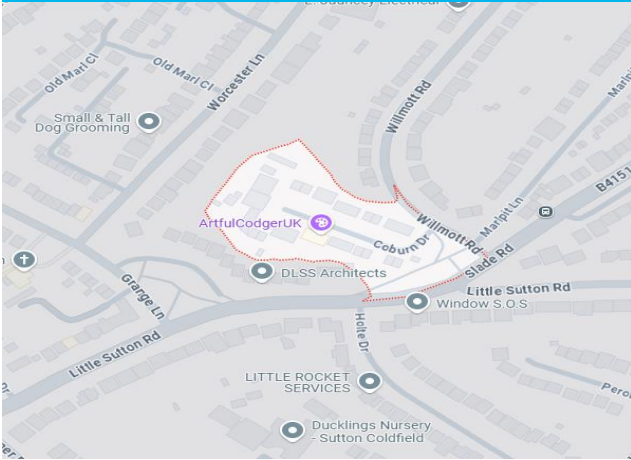 Old Marl Cl
Old Marl Cl
Worcester Ln
Willmott Rd
Small & Tall
Dog Grooming
B4151
ArtfulCodgerUK
Willmott Rd
Marlpit Ln
Coburn Dr
Slade Rd
DLSS Architects
Grange Ln
Little Sutton Rd
Window S.O.S
Holte Dr
Little Sutton Rd
LITTLE ROCKET
SERVICES
Ducklings Nursery
- Sutton Coldfield